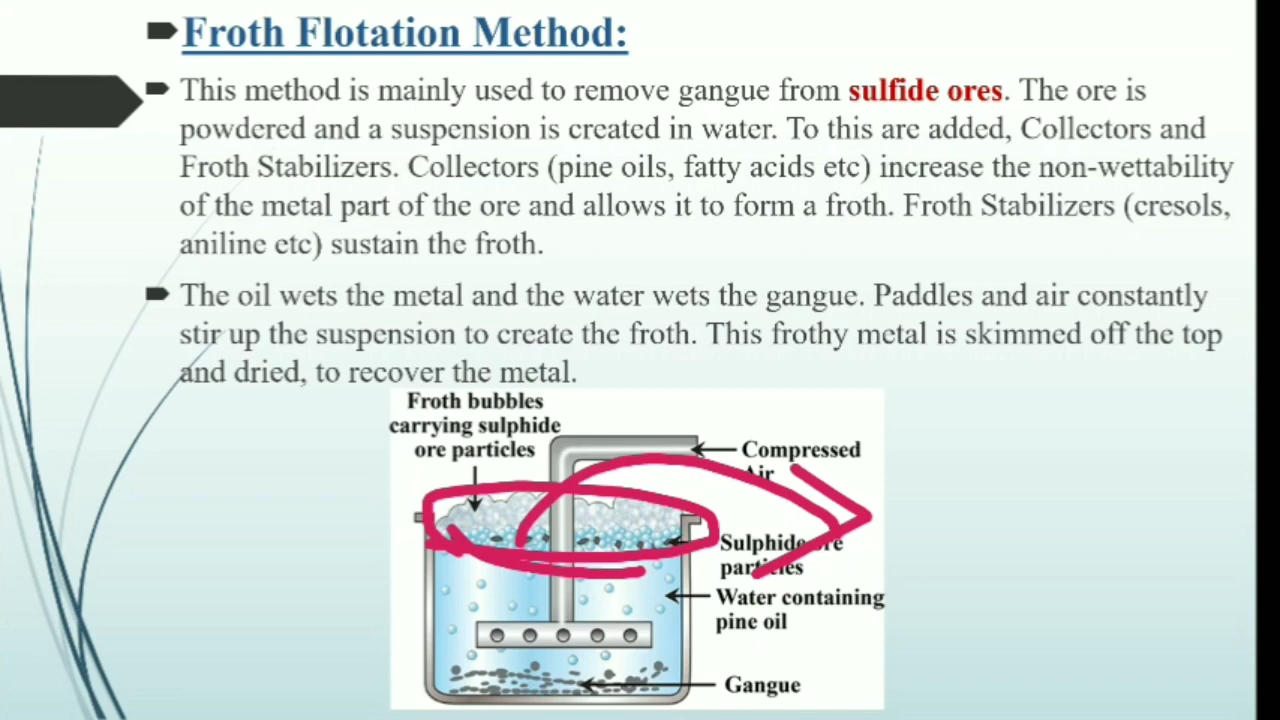 Froth Flotation Method:
This method is mainly used to remove gangue from sulfide ores. The ore is
powdered and a suspension is created in water. To this are added, Collectors and
Froth Stabilizers. Collectors (pine oils, fatty acids etc) increase the non-wettability
of the metal part of the ore and allows it to form a froth. Froth Stabilizers (cresols,
aniline etc) sustain the froth.
The oil wets the metal and the water wets the gangue. Paddles and air constantly
stir up the suspension to create the froth. This frothy metal is skimmed off the top
and dried, to recover the metal.
Froth bubbles
carrying sulphide
ore particles
Compressed
Air
Sulphide ore
particles
Water containing
pine oil
Gangue